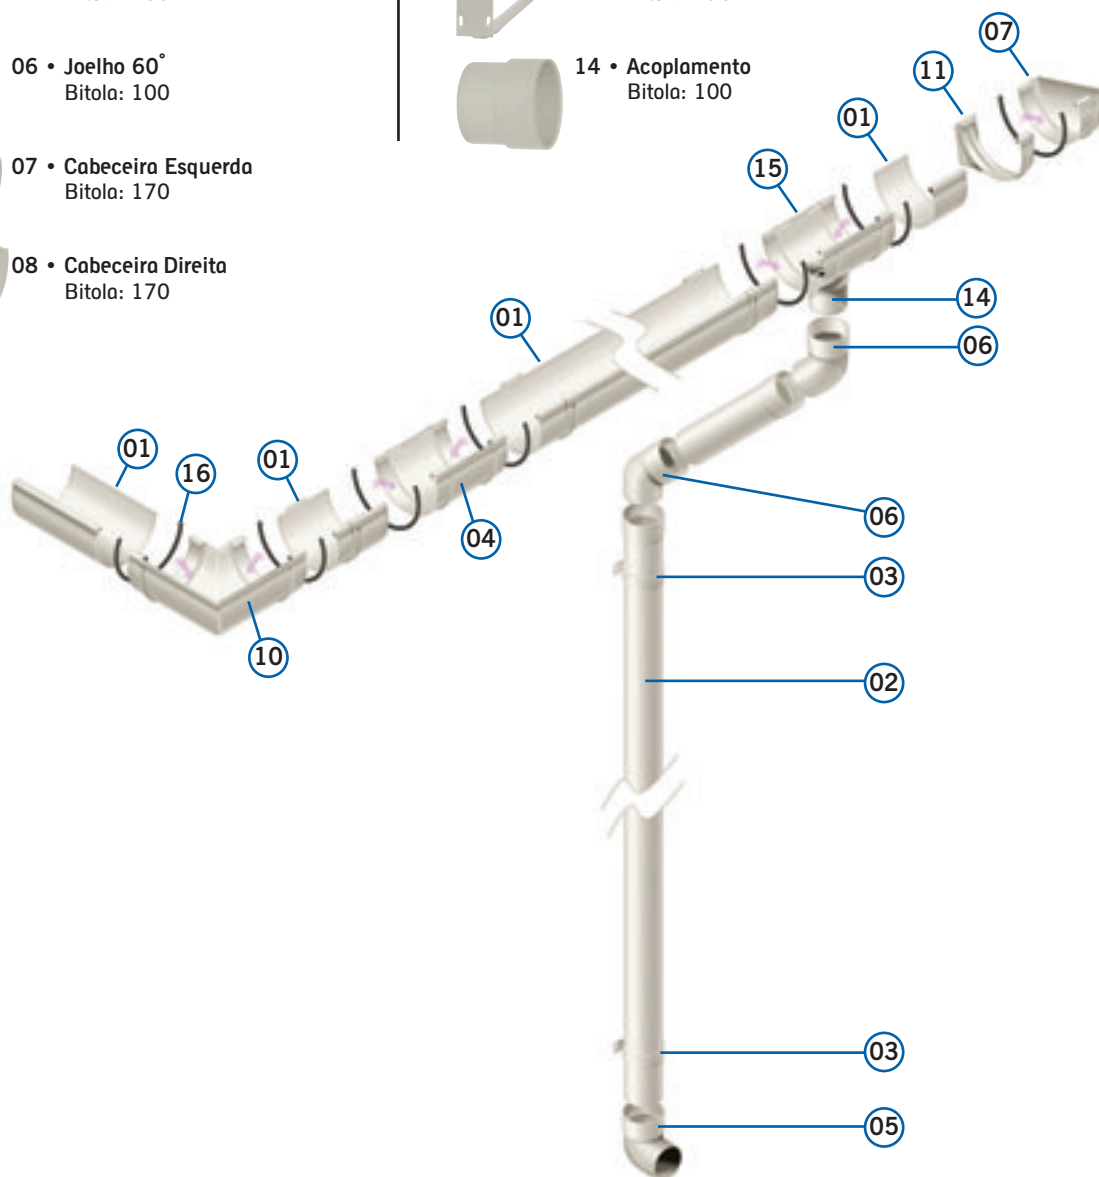 06 • Joelho 60°
Bitola: 100
07 • Cabeceira Esquerda
Bitola: 170
08 • Cabeceira Direita
Bitola: 170
14 • Acoplamento
Bitola: 100
07
11
01
15
14
06
01
01
16
01
04
06
03
10
02
03
05